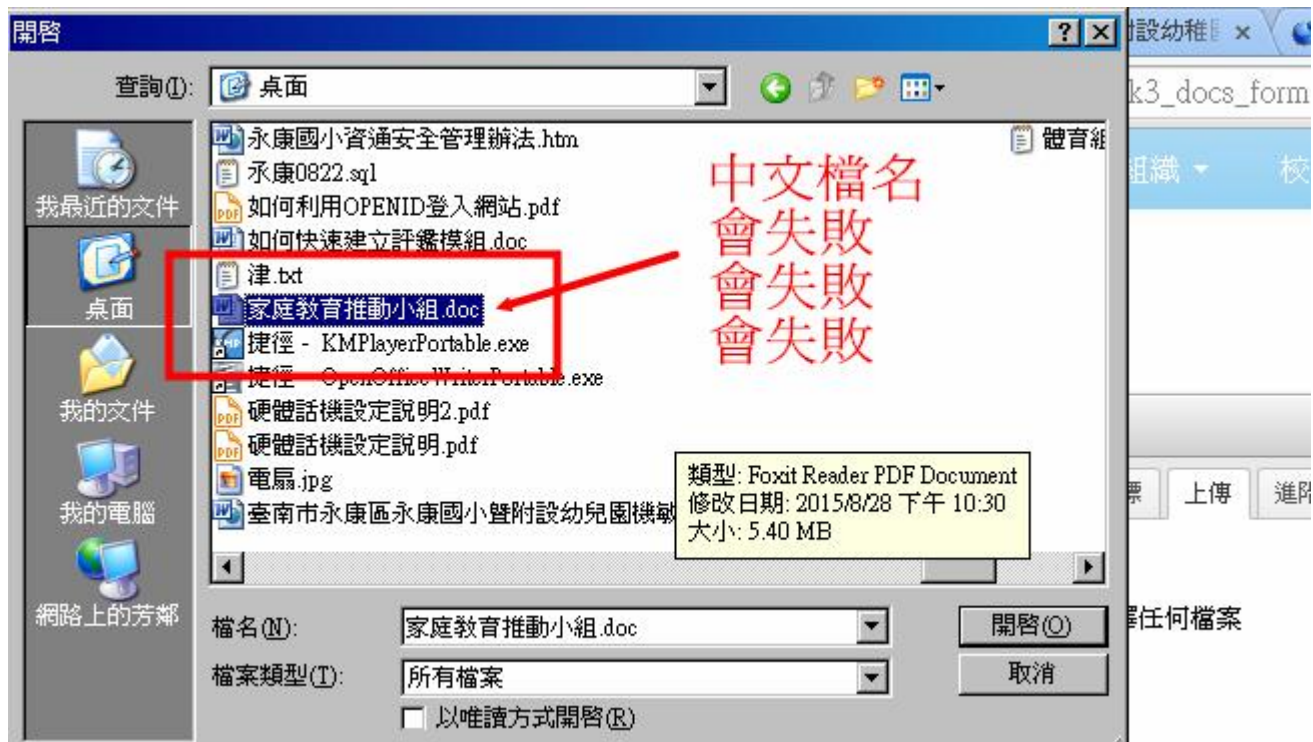 開啓
附設幼稚
查詢(I):
桌面
k3_docs_form
我最近的文件
桌面
我的文件
我的電腦
網路上的芳鄰
永康國小資通安全管理辦法.htm
永康0822.sql
如何利用OPENID登入網站.pdf
如何快速建立評鑑模組.doc
津.txt
家庭教育推動小組.doc
捷徑 - KMPlayerPortable.exe
捷徑 - OpenOfficeWriterPortable.exe
硬體話機設定說明2.pdf
硬體話機設定說明.pdf
電扇.jpg
臺南市永康區永康國小暨附設幼兒園機敏
體育組
中文檔名
會失敗
會失敗
會失敗
組織
校
類型: Foxit Reader PDF Document
修改日期: 2015/8/28 下午 10:30
大小: 5.40 MB
上傳
進階
檔名(N):
家庭教育推動小組.doc
開啓(O)
擇任何檔案
檔案類型(T):
所有檔案
取消
以唯讀方式開啓(R)